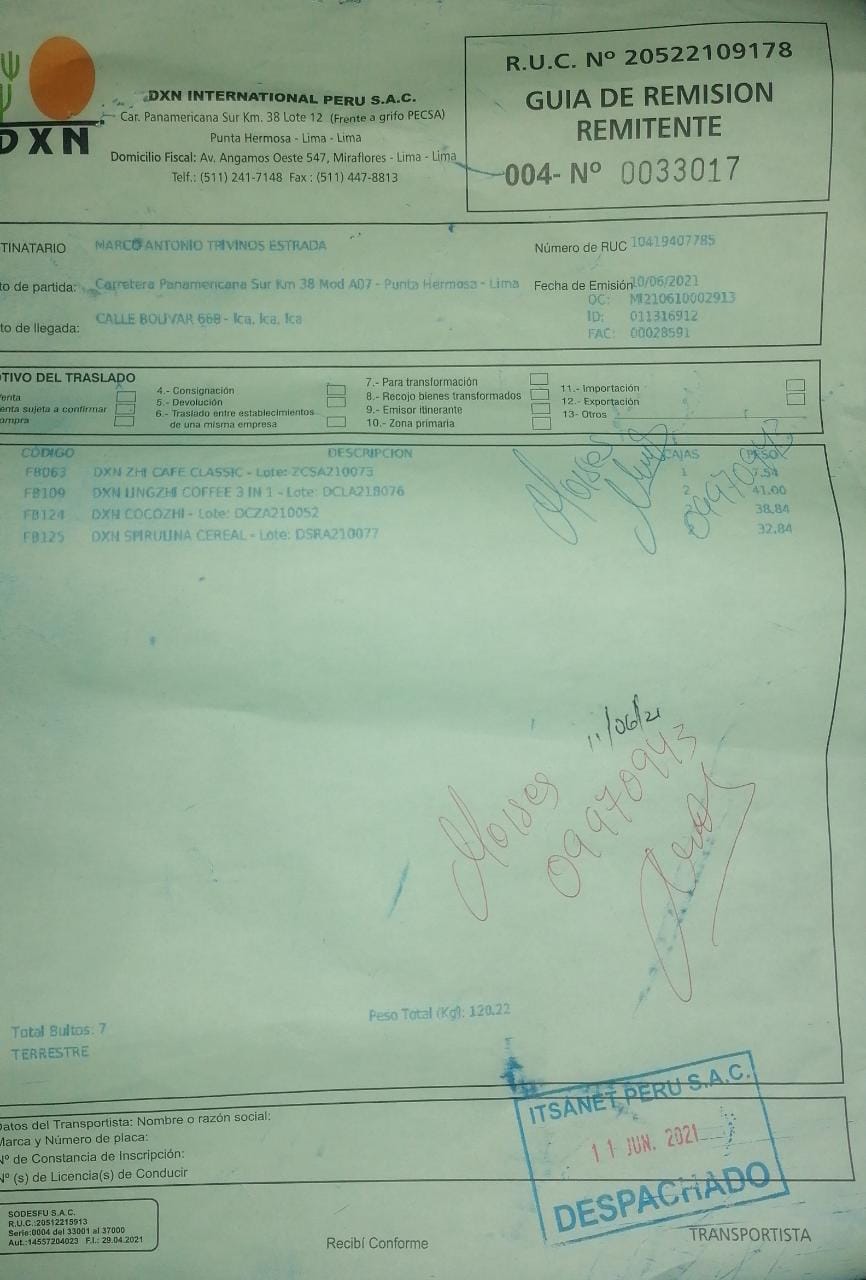 DXN
DXN INTERNATIONAL PERU S.A.C.
Car. Panamericana Sur Km. 38 Lote 12 (Frente a grifo PECSA)
Punta Hermosa - Lima - Lima
Domicilio Fiscal: Av. Angamos Oeste 547, Miraflores - Lima - Lima
Telf.: (511) 241-7148 Fax : (511) 447-8813
R.U.C. Nº 20522109178
GUIA DE REMISION
REMITENTE
004- Nº 0033017
TINATARIO MARCO ANTONIO TRIVINOS ESTRADA
Número de RUC 10419407785
to de partida: Carretera Panamericana Sur Km 38 Mod A07 - Punta Hermosa - Lima
Fecha de Emisión 10/06/2021
OC: MI210610002913
to de llegada: CALLE BOLIVAR 668 - Ica, Ica, Ica
ID: 011316912
FAC: 00028591
TIVO DEL TRASLADO
enta
enta sujeta a confirmar
ompra
4.- Consignación
5.- Devolución
6.- Traslado entre establecimientos
de una misma empresa
7.- Para transformación
8.- Recojo bienes transformados
9.- Emisor itinerante
10.- Zona primaria
11.- Importación
12.- Exportación
13- Otros
CÓDIGO DESCRIPCION CAJAS PESO
FB063 DXN ZHI CAFE CLASSIC - Lote: ZCSA210073 1 7.54
FB109 DXN LINGZHI COFFEE 3 IN 1 - Lote: DCLA218076 2 41.00
FB124 DXN COCOZHI - Lote: DCZA210052 38.84
FB125 DXN SPIRULINA CEREAL - Lote: DSRA210077 32.84
Moises
09970943
11/06/21
Moises
09970943
Peso Total (Kg): 120.22
Total Bultos: 7
TERRESTRE
Datos del Transportista: Nombre o razón social:
Marca y Número de placa:
Nº de Constancia de Inscripción:
Nº (s) de Licencia(s) de Conducir
ITSANET PERU S.A.C.
11 JUN. 2021
DESPACHADO
SODESFU S.A.C.
R.U.C.:20512215913
Serie:0004 del 33001 al 37000
Aut.:14557204023 F.I.: 29.04.2021
Recibí Conforme
TRANSPORTISTA